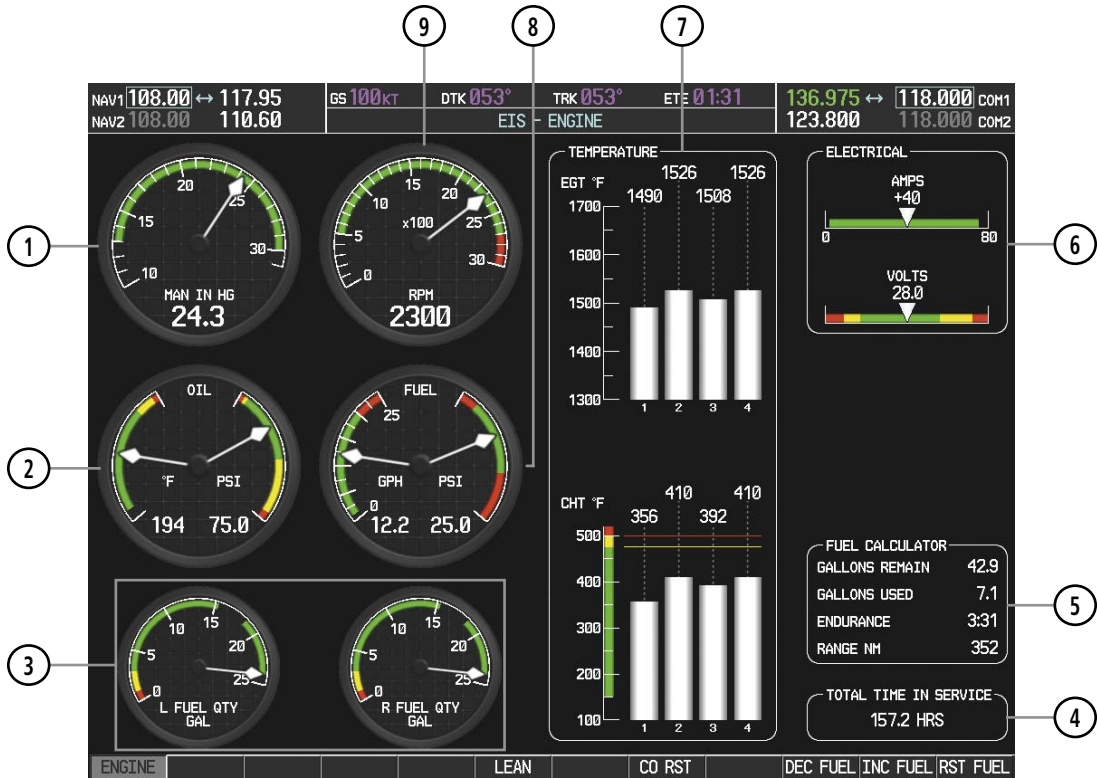 9 8 7
NAV1 108.00 ↔ 117.95 GS 100KT DTK 053° TRK 053° ETE 01:31 136.975 ↔ 118.000 COM1
NAV2 108.00 110.60 EIS - ENGINE 123.800 118.000 COM2
1
10 15 20 25 30
MAN IN HG
24.3
0 5 10 15 20 25 30
x100
RPM
2300
2
OIL
°F PSI
194 75.0
FUEL
0 25
GPH PSI
12.2 25.0
3
0 5 10 15 20 25
L FUEL QTY
GAL
0 5 10 15 20 25
R FUEL QTY
GAL
TEMPERATURE
EGT °F
1490 1526 1508 1526
1700
1600
1500
1400
1300
1 2 3 4
CHT °F
356 410 392 410
500
400
300
200
100
1 2 3 4
ELECTRICAL
AMPS
+40
0 80
VOLTS
28.0
6
FUEL CALCULATOR
GALLONS REMAIN 42.9
GALLONS USED 7.1
ENDURANCE 3:31
RANGE NM 352
5
TOTAL TIME IN SERVICE
157.2 HRS
4
ENGINE LEAN CO RST DEC FUEL INC FUEL RST FUEL